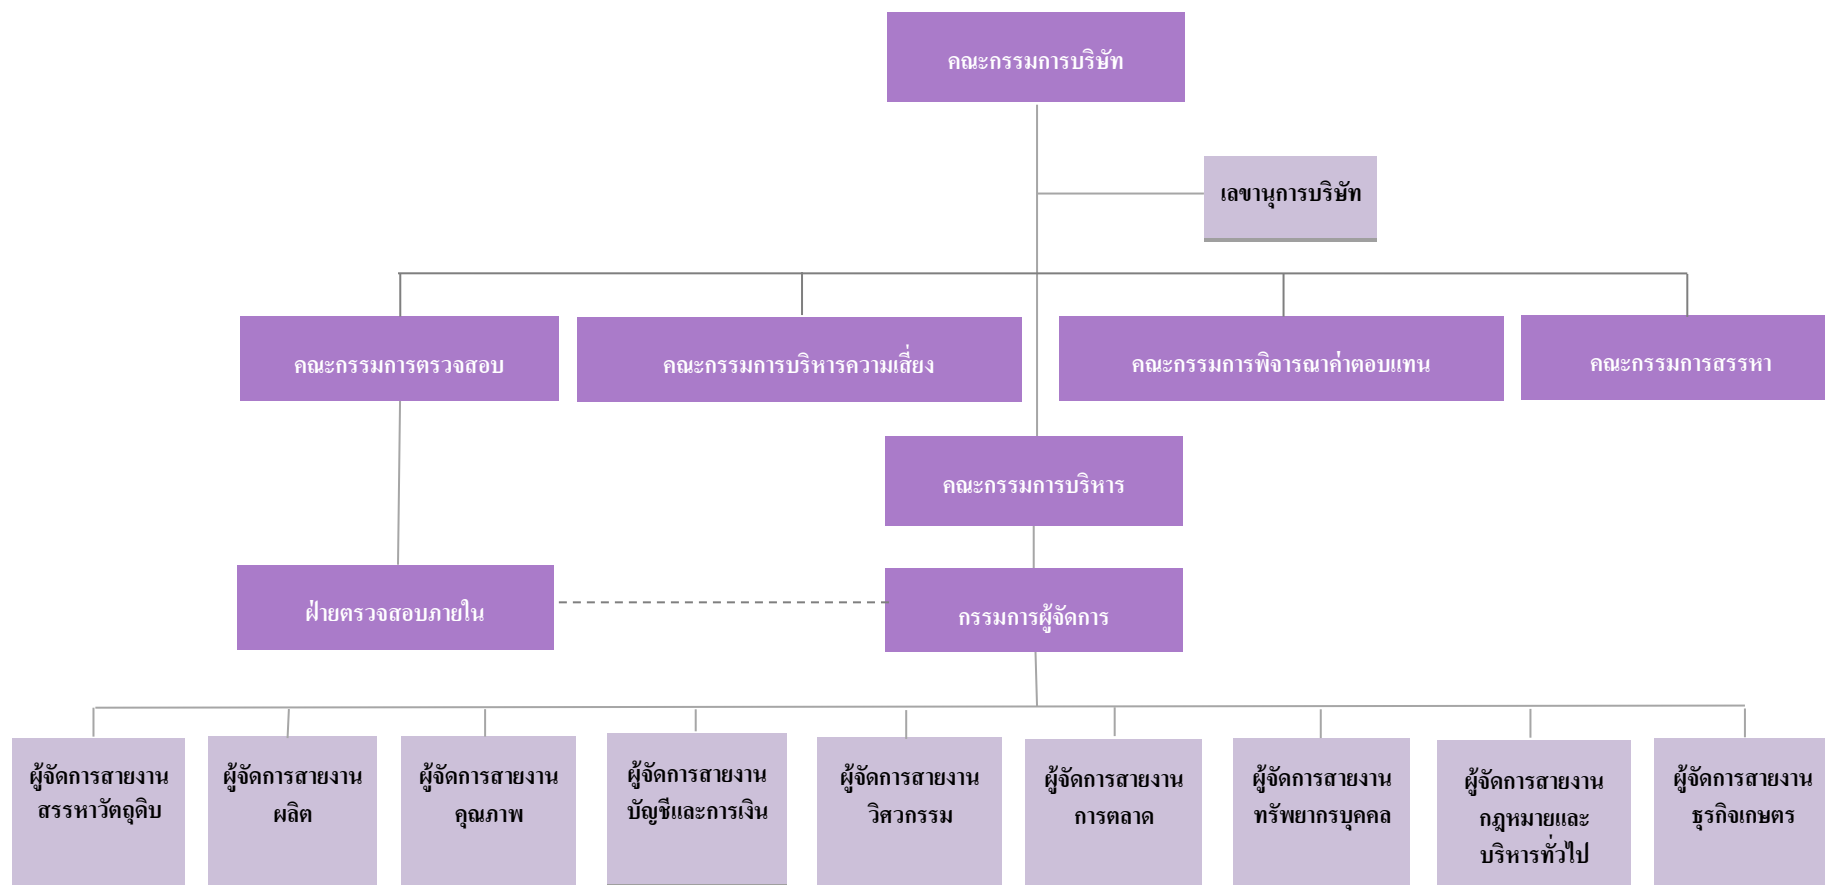 คณะกรรมการบริษัท
เลขานุการบริษัท
คณะกรรมการตรวจสอบ
คณะกรรมการบริหารความเสี่ยง
คณะกรรมการพิจารณาค่าตอบแทน
คณะกรรมการสรรหา
คณะกรรมการบริหาร
ฝ่ายตรวจสอบภายใน
กรรมการผู้จัดการ
ผู้จัดการสายงาน
สรรหาวัตถุดิบ
ผู้จัดการสายงาน
ผลิต
ผู้จัดการสายงาน
คุณภาพ
ผู้จัดการสายงาน
บัญชีและการเงิน
ผู้จัดการสายงาน
วิศวกรรม
ผู้จัดการสายงาน
การตลาด
ผู้จัดการสายงาน
ทรัพยากรบุคคล
ผู้จัดการสายงาน
กฎหมายและ
บริหารทั่วไป
ผู้จัดการสายงาน
ธุรกิจเกษตร